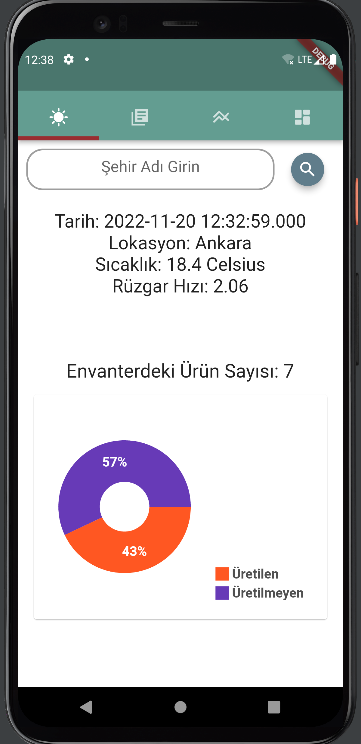 12:38
LTE
DEBUG
Şehir Adı Girin
Tarih: 2022-11-20 12:32:59.000
Lokasyon: Ankara
Sıcaklık: 18.4 Celsius
Rüzgar Hızı: 2.06
Envanterdeki Ürün Sayısı: 7
57%
43%
Üretilen
Üretilmeyen